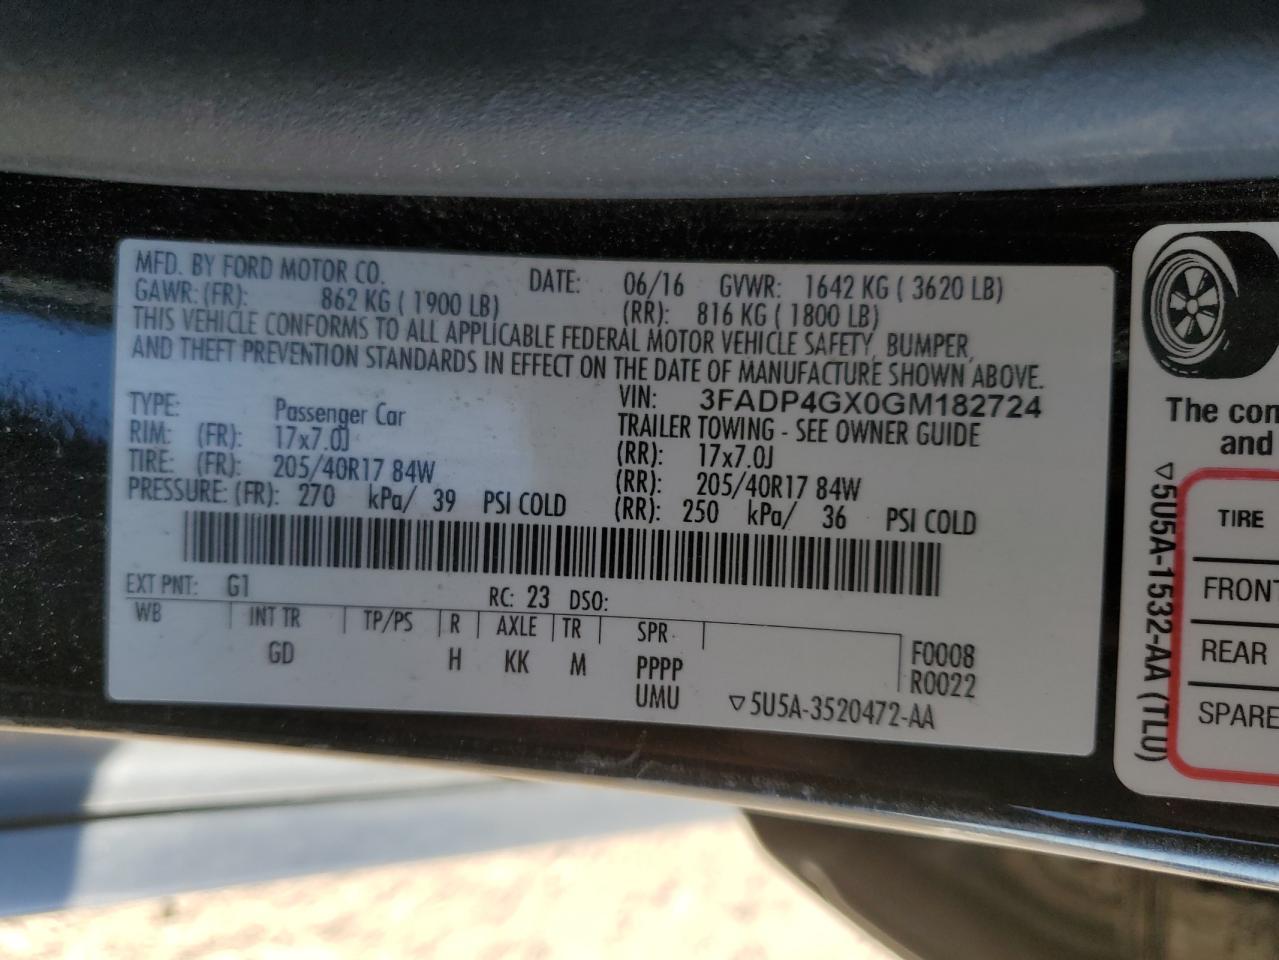 MFD. BY FORD MOTOR CO. DATE: 06/16 GVWR: 1642 KG ( 3620 LB)
GAWR: (FR): 862 KG ( 1900 LB) (RR): 816 KG ( 1800 LB)
THIS VEHICLE CONFORMS TO ALL APPLICABLE FEDERAL MOTOR VEHICLE SAFETY, BUMPER,
AND THEFT PREVENTION STANDARDS IN EFFECT ON THE DATE OF MANUFACTURE SHOWN ABOVE.
VIN: 3FADP4GX0GM182724
TYPE: Passenger Car TRAILER TOWING - SEE OWNER GUIDE
RIM: (FR): 17x7.0J (RR): 17x7.0J
TIRE: (FR): 205/40R17 84W (RR): 205/40R17 84W
PRESSURE: (FR): 270 kPa/ 39 PSI COLD (RR): 250 kPa/ 36 PSI COLD
EXT PNT: G1 RC: 23 DSO:
WB INT TR TP/PS R AXLE TR SPR
GD H KK M PPPP F0008
UMU R0022
▽5U5A-3520472-AA
The con
and
▽5U5A-1532-AA (TLU)
TIRE
FRONT
REAR
SPARE